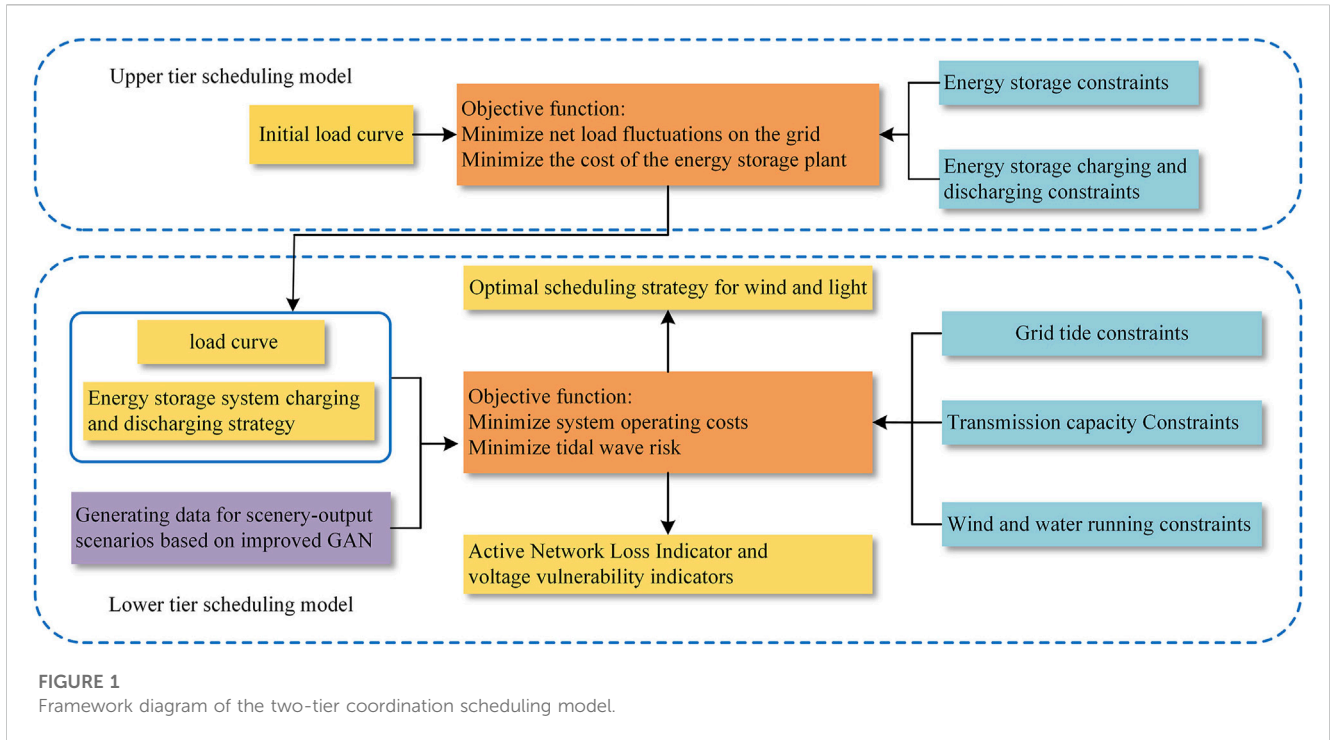 Upper tier scheduling model
Initial load curve
Objective function:
Minimize net load fluctuations on the grid
Minimize the cost of the energy storage plant
Energy storage constraints
Energy storage charging and
discharging constraints
load curve
Energy storage system charging
and discharging strategy
Generating data for scenery-output
scenarios based on improved GAN
Lower tier scheduling model
Optimal scheduling strategy for wind and light
Objective function:
Minimize system operating costs
Minimize tidal wave risk
Active Network Loss Indicator and
voltage vulnerability indicators
Grid tide constraints
Transmission capacity Constraints
Wind and water running constraints
FIGURE 1
Framework diagram of the two-tier coordination scheduling model.